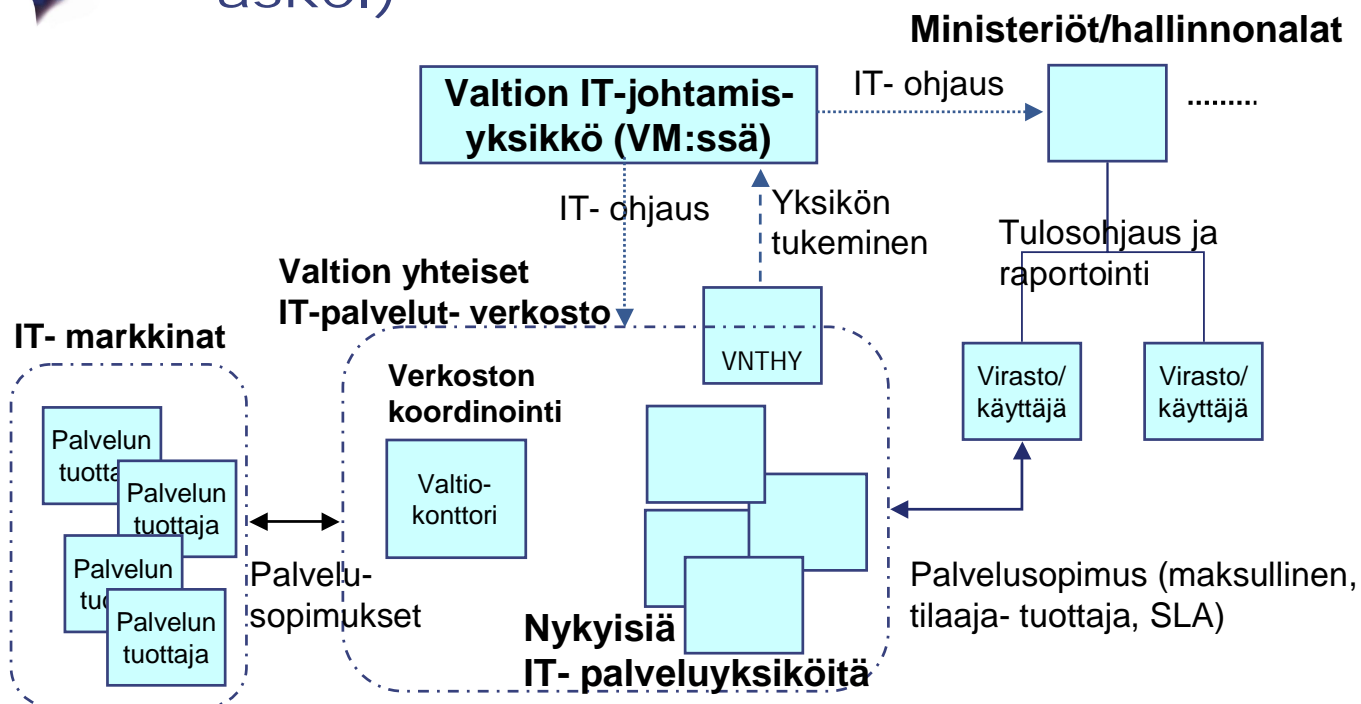 Ministeriöt/hallinnonalat
Valtion IT-johtamis-
yksikkö (VM:ssä)
IT- ohjaus
.........
IT- ohjaus
Yksikön
tukeminen
Tulosohjaus ja
raportointi
Valtion yhteiset
IT-palvelut- verkosto
IT- markkinat
VNTHY
Virasto/
käyttäjä
Virasto/
käyttäjä
Verkoston
koordinointi
Valtio-
konttori
Palvelun
Palvelun
tuottaja
Palvelun
Palvelun
tuottaja
Palvelu-
sopimukset
Nykyisiä
IT- palveluyksiköitä
Palvelusopimus (maksullinen,
tilaaja- tuottaja, SLA)